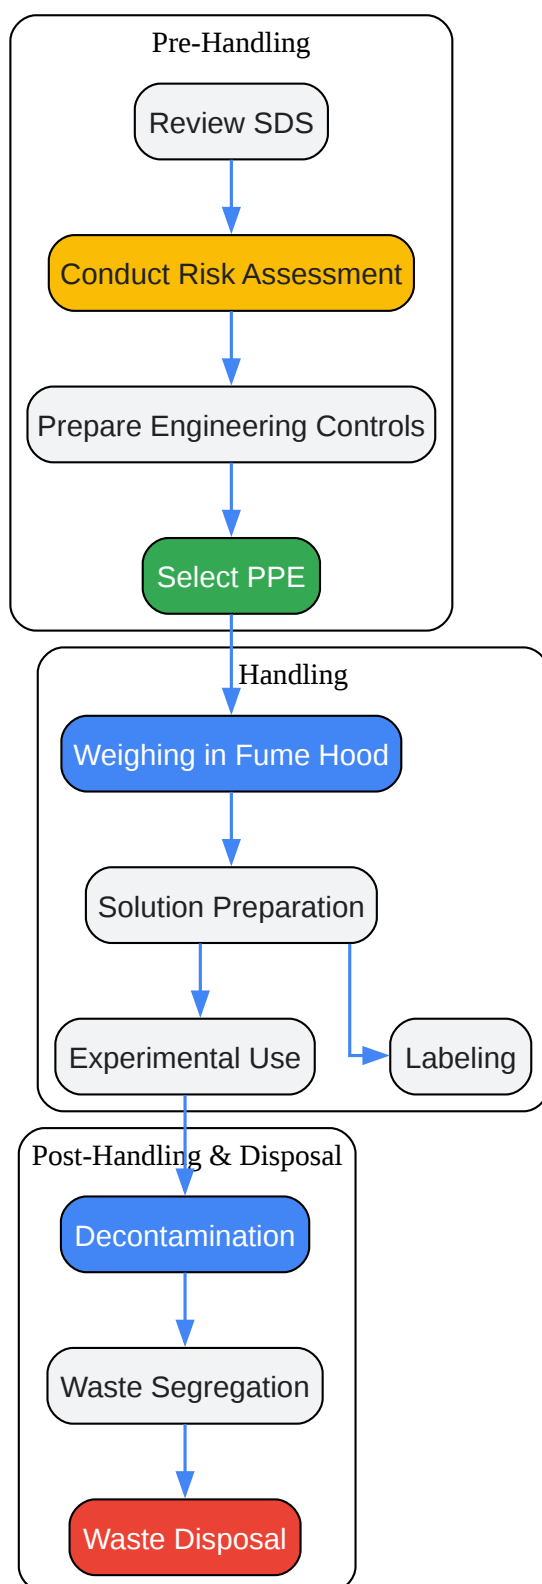 Pre-Handling
Review SDS
Conduct Risk Assessment
Prepare Engineering Controls
Select PPE
Handling
Weighing in Fume Hood
Solution Preparation
Experimental Use
Labeling
Post-Handling & Disposal
Decontamination
Waste Segregation
Waste Disposal